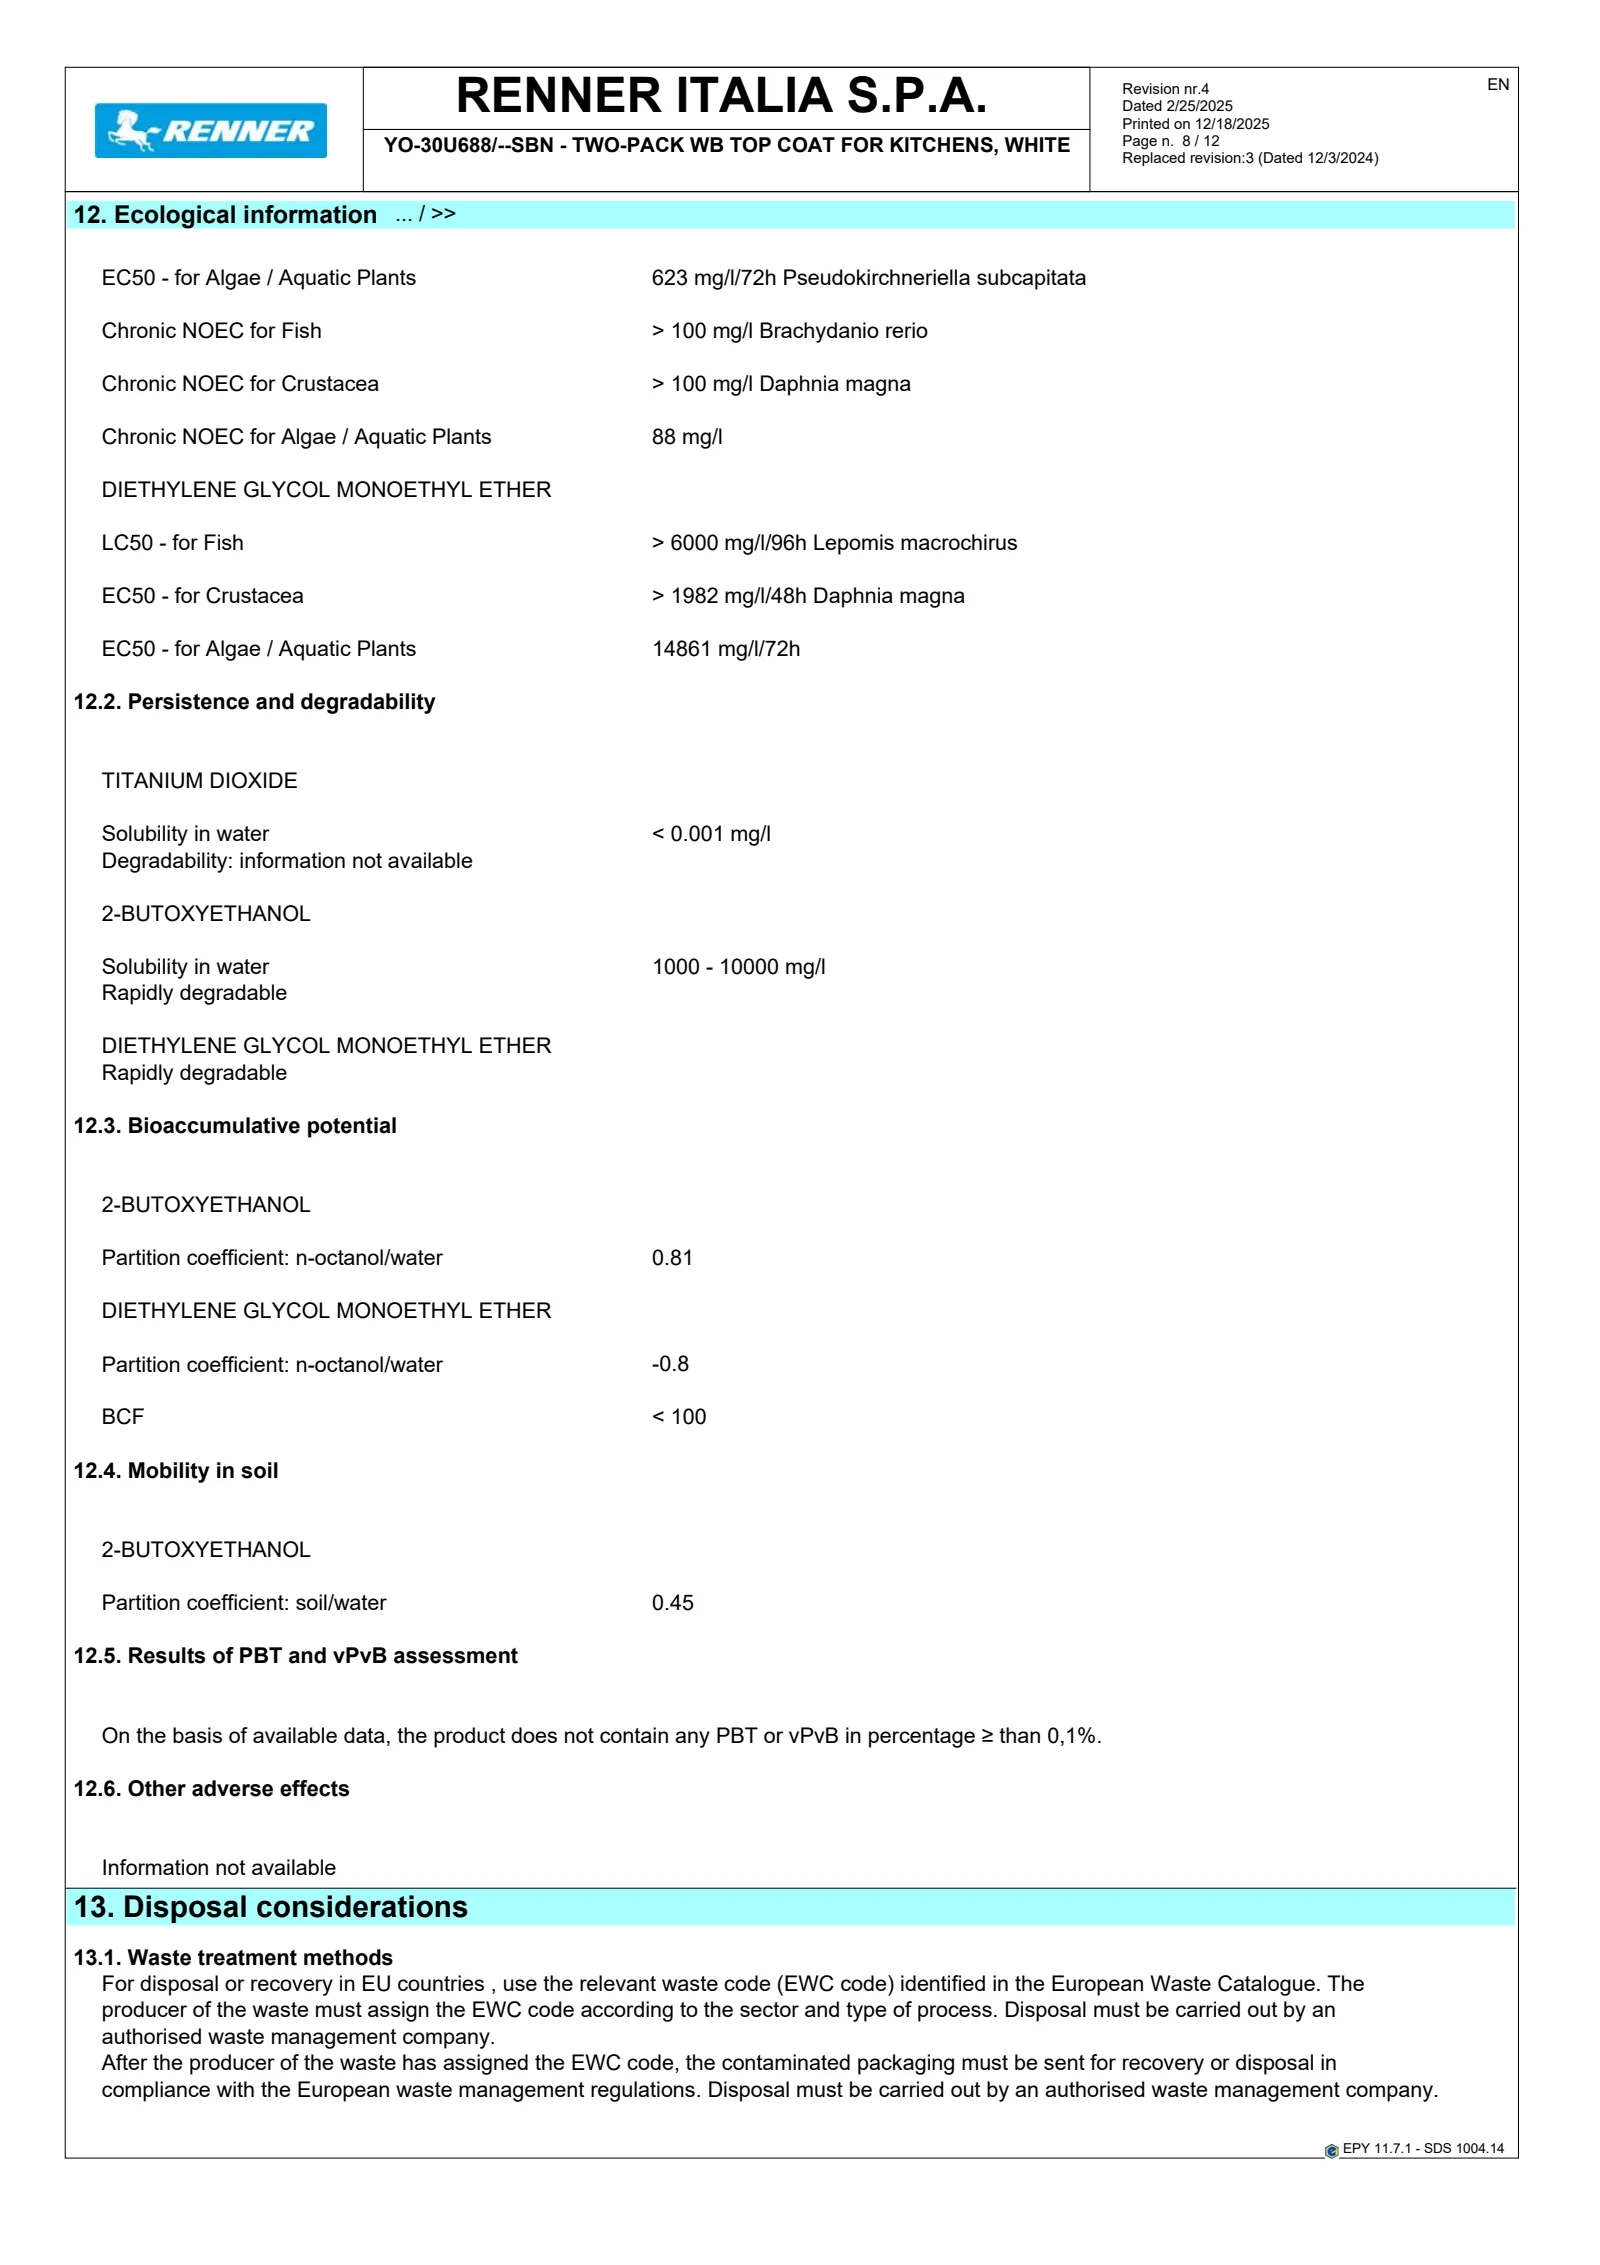 RENNER
RENNER ITALIA S.P.A.
YO-30U688/--SBN - TWO-PACK WB TOP COAT FOR KITCHENS, WHITE
Revision nr.4
Dated 2/25/2025
Printed on 12/18/2025
Page n. 8 / 12
Replaced revision:3 (Dated 12/3/2024)
EN
12. Ecological information ... / >>
EC50 - for Algae / Aquatic Plants 623 mg/l/72h Pseudokirchneriella subcapitata
Chronic NOEC for Fish > 100 mg/l Brachydanio rerio
Chronic NOEC for Crustacea > 100 mg/l Daphnia magna
Chronic NOEC for Algae / Aquatic Plants 88 mg/l
DIETHYLENE GLYCOL MONOETHYL ETHER
LC50 - for Fish > 6000 mg/l/96h Lepomis macrochirus
EC50 - for Crustacea > 1982 mg/l/48h Daphnia magna
EC50 - for Algae / Aquatic Plants 14861 mg/l/72h
12.2. Persistence and degradability
TITANIUM DIOXIDE
Solubility in water < 0.001 mg/l
Degradability: information not available
2-BUTOXYETHANOL
Solubility in water 1000 - 10000 mg/l
Rapidly degradable
DIETHYLENE GLYCOL MONOETHYL ETHER
Rapidly degradable
12.3. Bioaccumulative potential
2-BUTOXYETHANOL
Partition coefficient: n-octanol/water 0.81
DIETHYLENE GLYCOL MONOETHYL ETHER
Partition coefficient: n-octanol/water -0.8
BCF < 100
12.4. Mobility in soil
2-BUTOXYETHANOL
Partition coefficient: soil/water 0.45
12.5. Results of PBT and vPvB assessment
On the basis of available data, the product does not contain any PBT or vPvB in percentage ≥ than 0,1%.
12.6. Other adverse effects
Information not available
13. Disposal considerations
13.1. Waste treatment methods
For disposal or recovery in EU countries , use the relevant waste code (EWC code) identified in the European Waste Catalogue. The
producer of the waste must assign the EWC code according to the sector and type of process. Disposal must be carried out by an
authorised waste management company.
After the producer of the waste has assigned the EWC code, the contaminated packaging must be sent for recovery or disposal in
compliance with the European waste management regulations. Disposal must be carried out by an authorised waste management company.
EPY 11.7.1 - SDS 1004.14